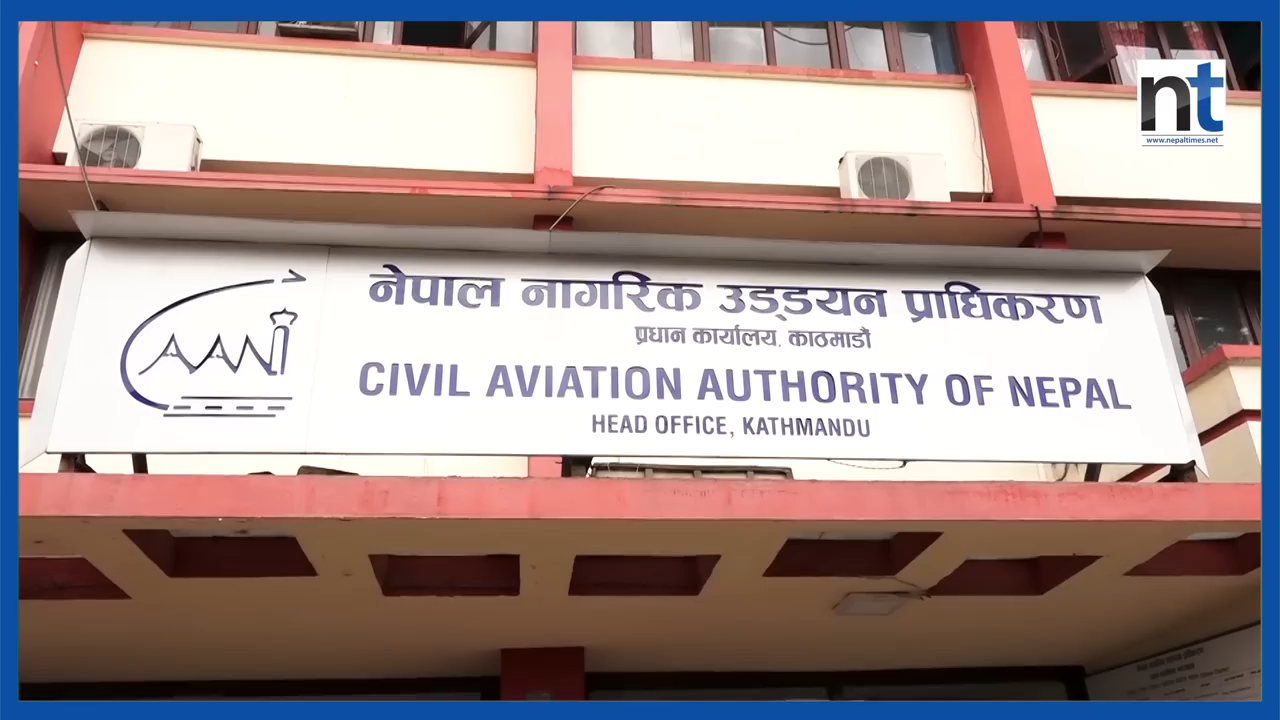 nt
www.nepaltimes.net
नेपाल नागरिक उड्डयन प्राधिकरण
प्रधान कार्यालय, काठमाडौं
CAAN
CIVIL AVIATION AUTHORITY OF NEPAL
HEAD OFFICE, KATHMANDU